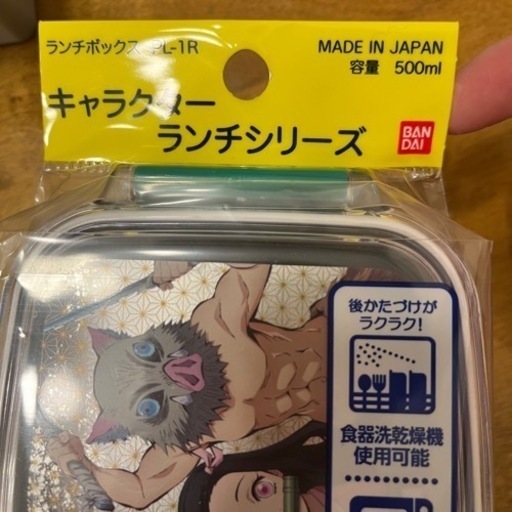 ランチボックス PL-1R
MADE IN JAPAN
容量 500ml
キャラクター
ランチシリーズ
BAN
DAI
後かたづけが
ラクラク!
食器洗乾燥機
使用可能